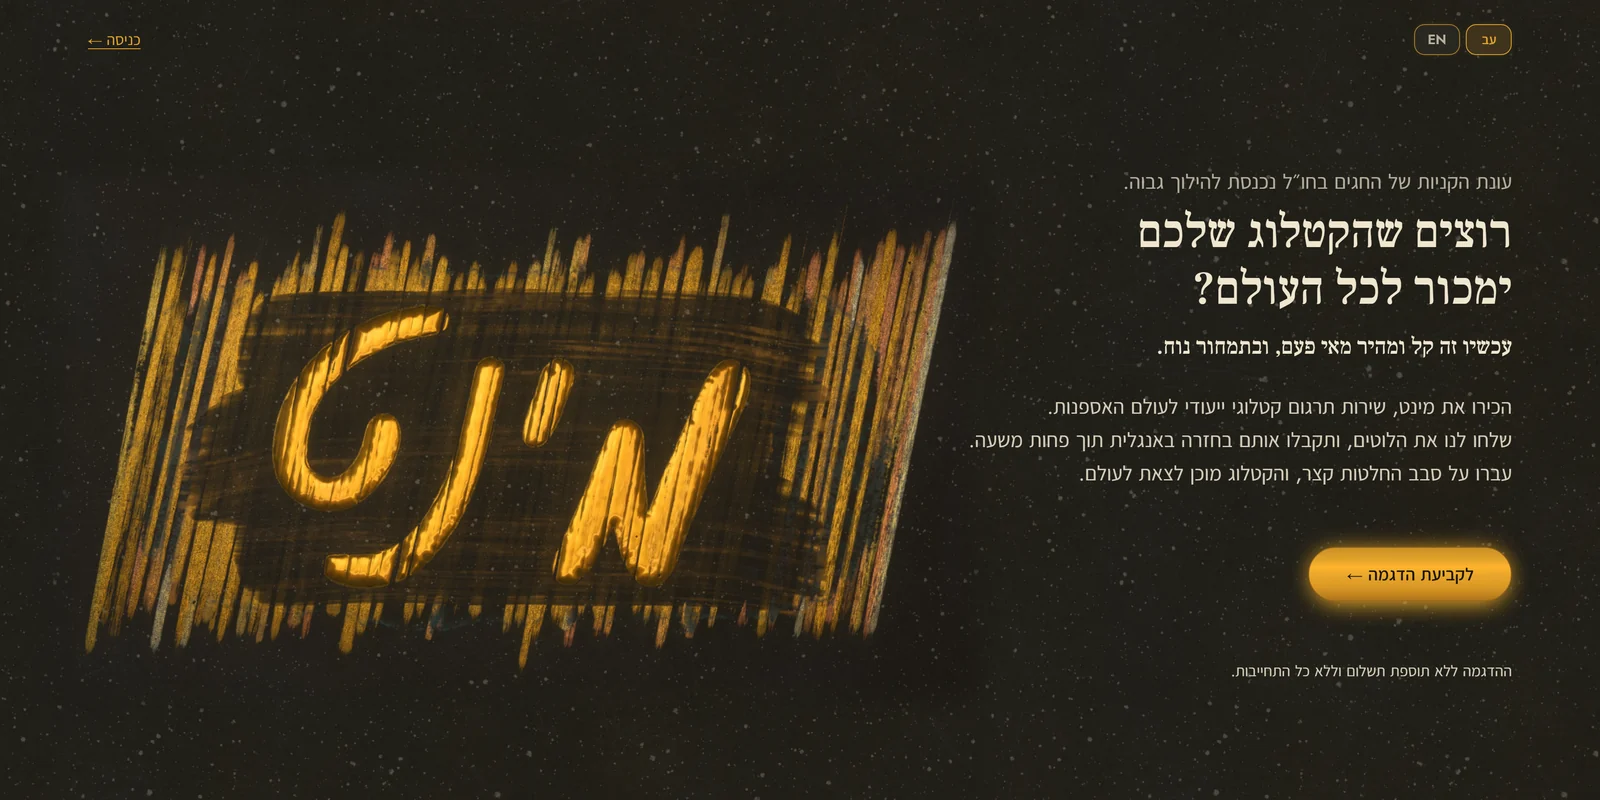 עב
EN
כניסה ←
עונת הקניות של החגים בחו״ל נכנסת להילוך גבוה.
רוצים שהקטלוג שלכם
ימכור לכל העולם?
עכשיו זה קל ומהיר מאי פעם, ובתמחור נוח.
הכירו את מינט, שירות תרגום קטלוגי ייעודי לעולם האספנות.
שלחו לנו את הלוטים, ותקבלו אותם בחזרה באנגלית תוך פחות משעה.
עברו על סבב החלטות קצר, והקטלוג מוכן לצאת לעולם.
לקביעת הדגמה ←
ההדגמה ללא תוספת תשלום וללא כל התחייבות.
מינט